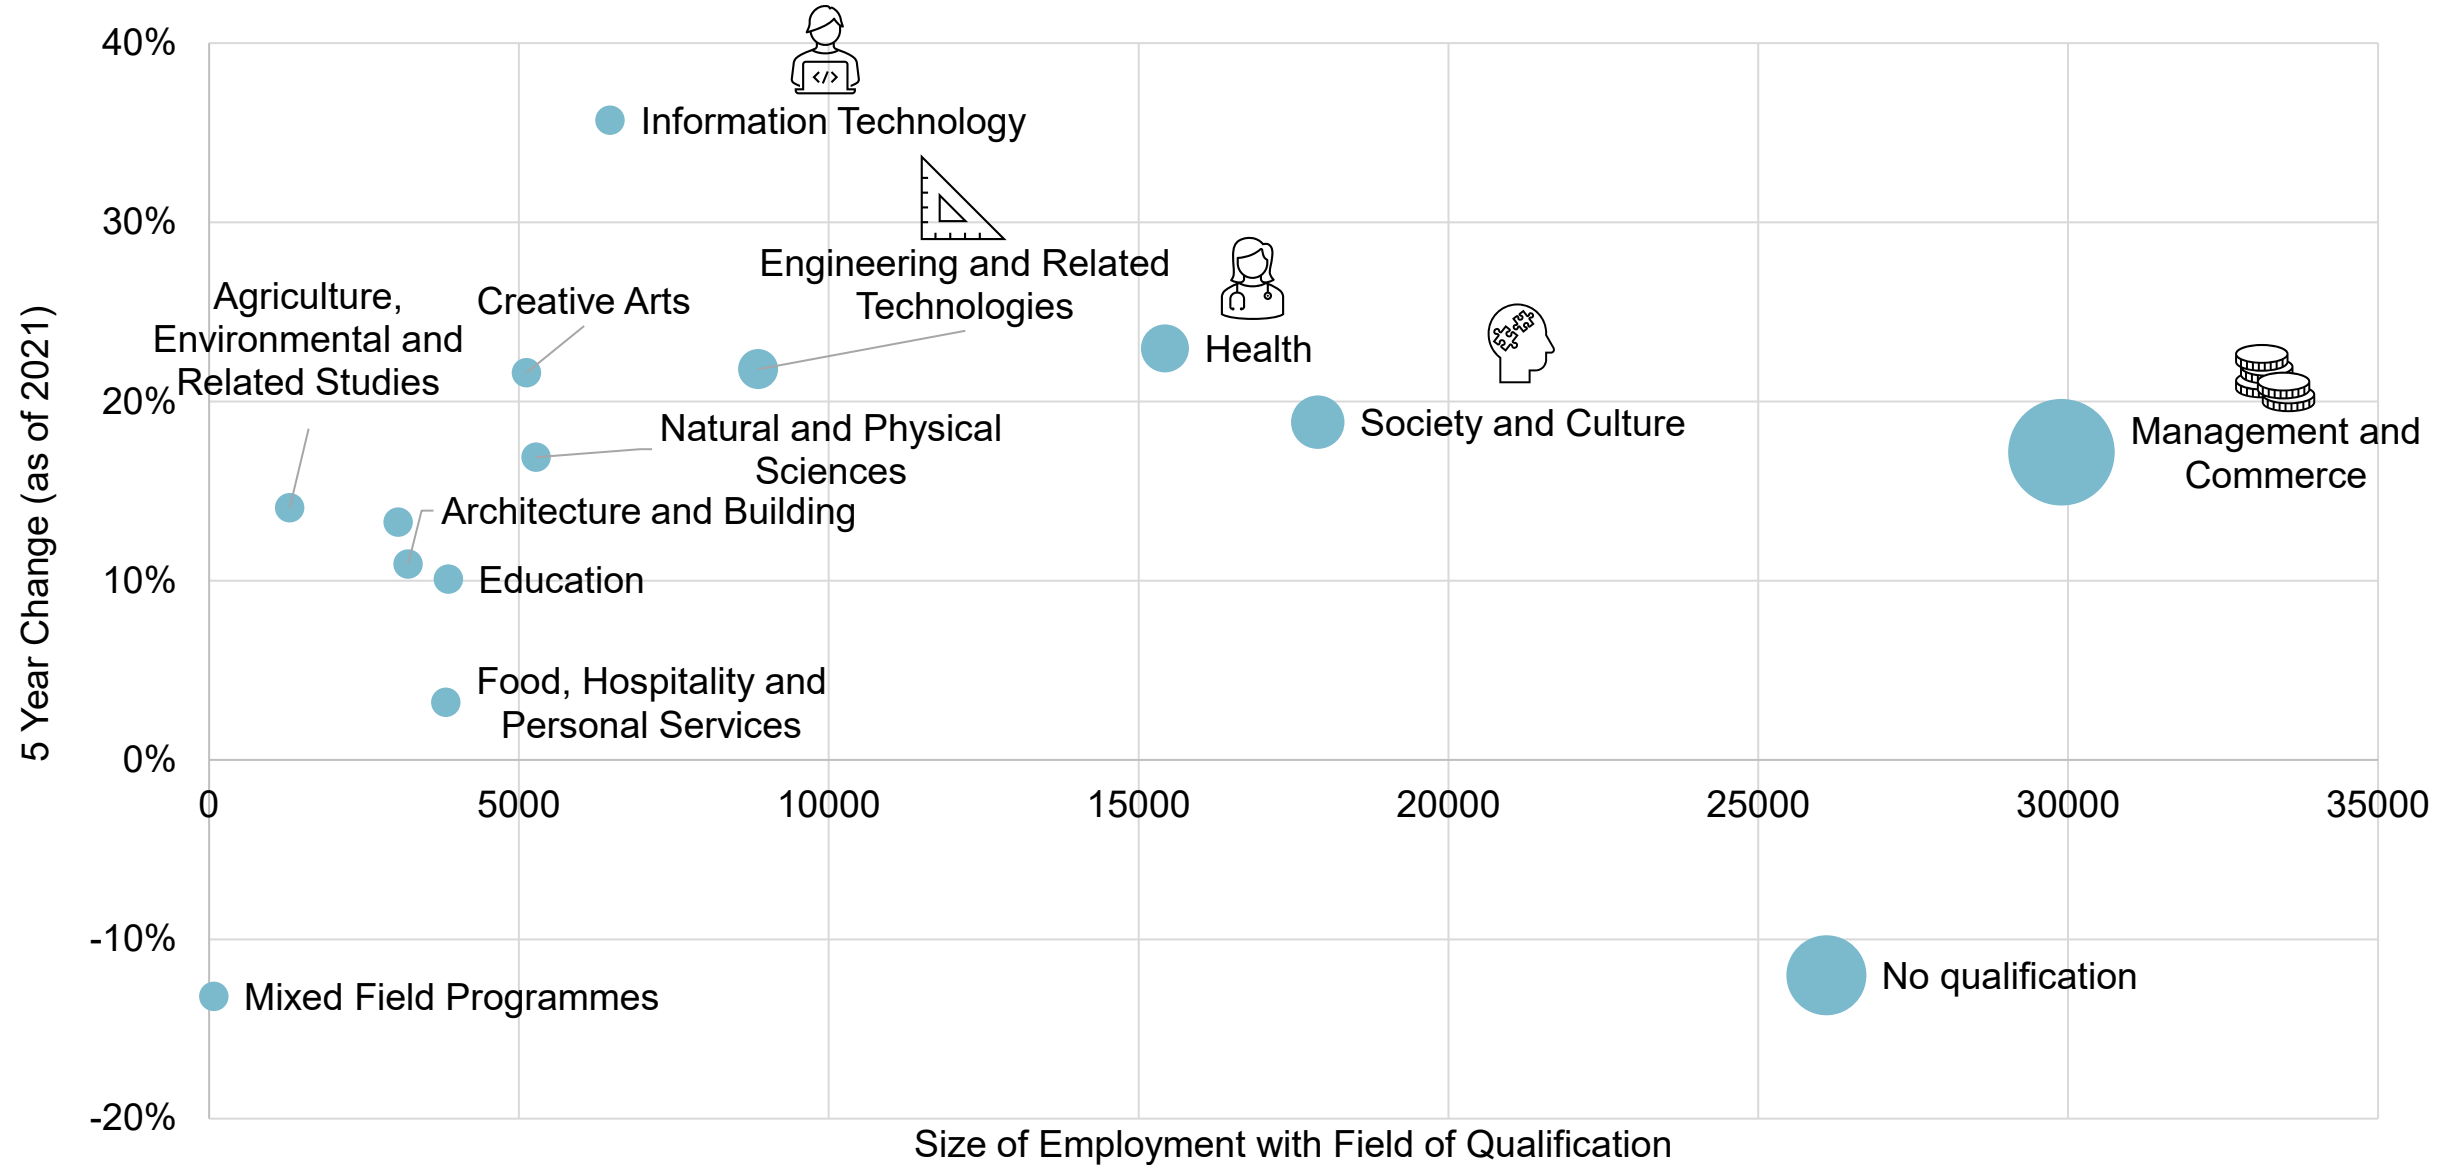 40%
Information Technology
</>
30%
Engineering and Related
Technologies
Agriculture,
Environmental and
Related Studies
Creative Arts
Health
20%
Natural and Physical
Sciences
Society and Culture
Management and
Commerce
Architecture and Building
10%
Education
Food, Hospitality and
Personal Services
0%
0 5000 10000 15000 20000 25000 30000 35000
-10%
No qualification
Mixed Field Programmes
-20%
5 Year Change (as of 2021)
Size of Employment with Field of Qualification